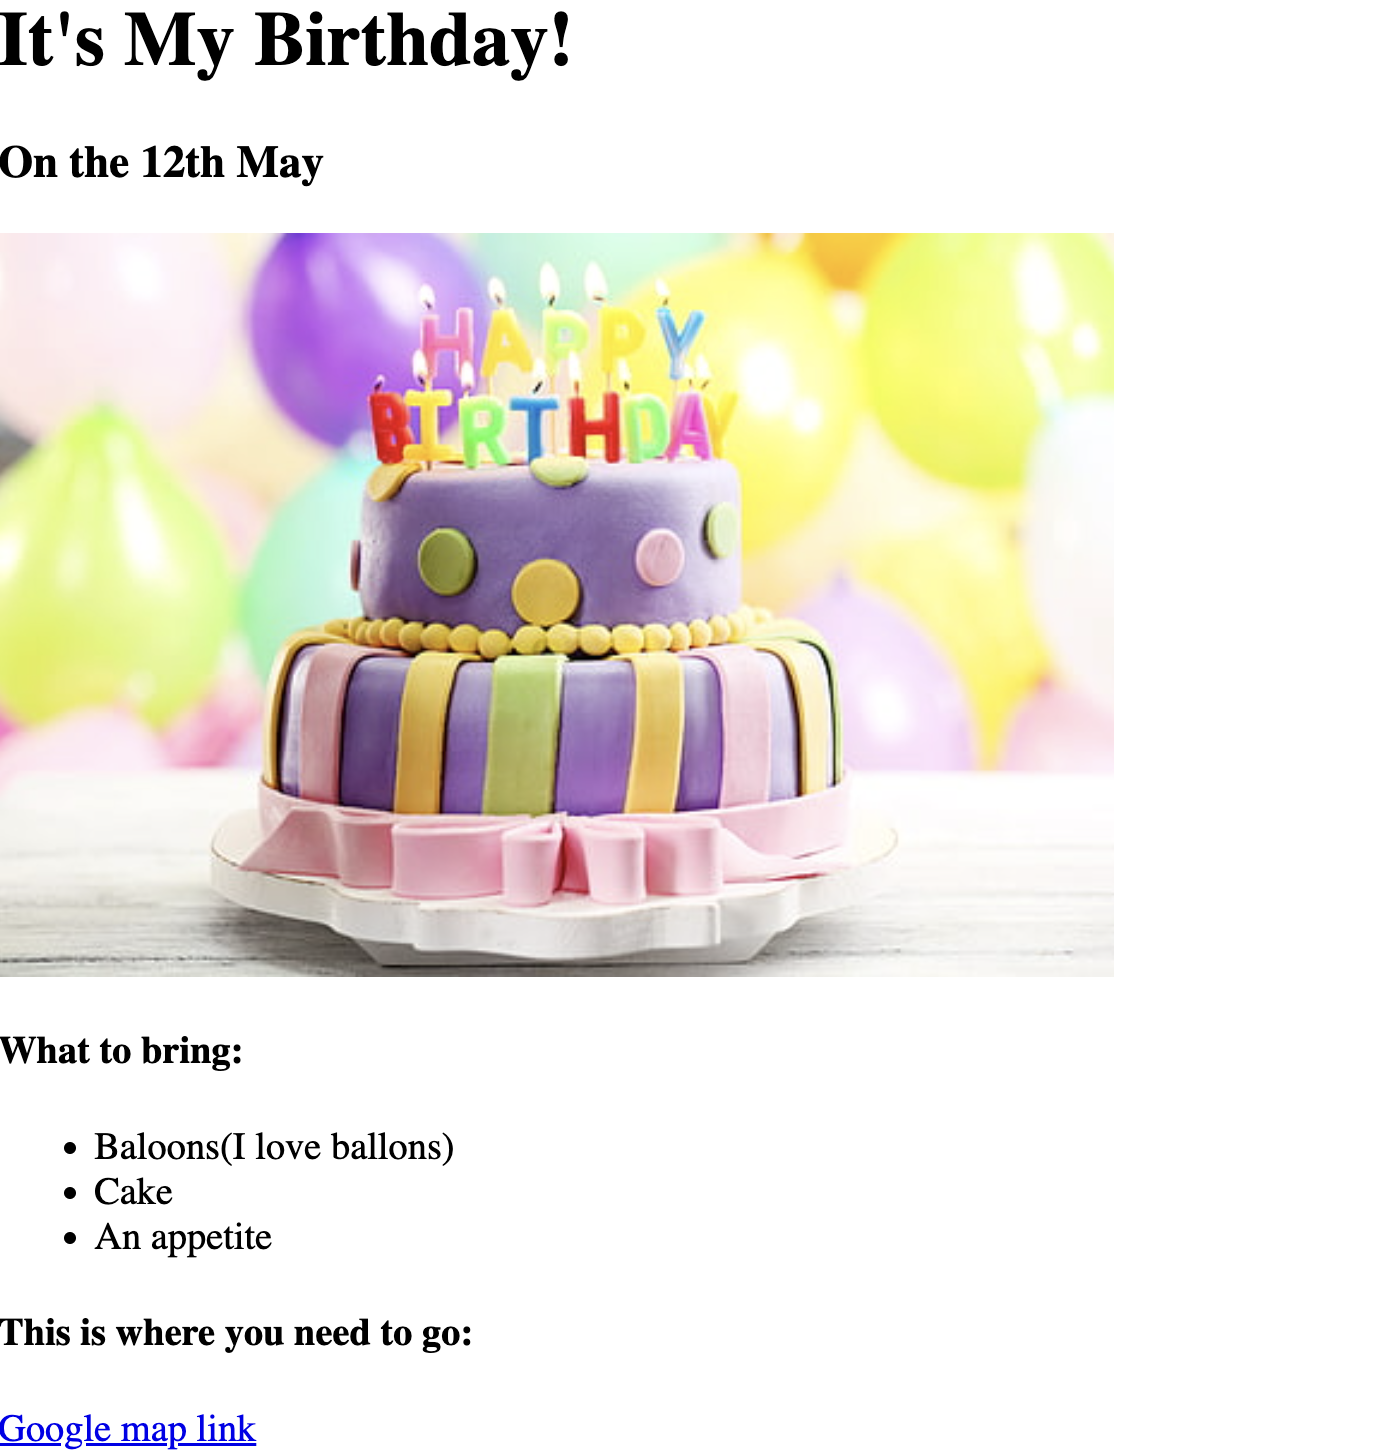 It's My Birthday!
On the 12th May
HAPPY
BIRTHDAY
What to bring:
Baloons(I love ballons)
Cake
An appetite
This is where you need to go:
Google map link